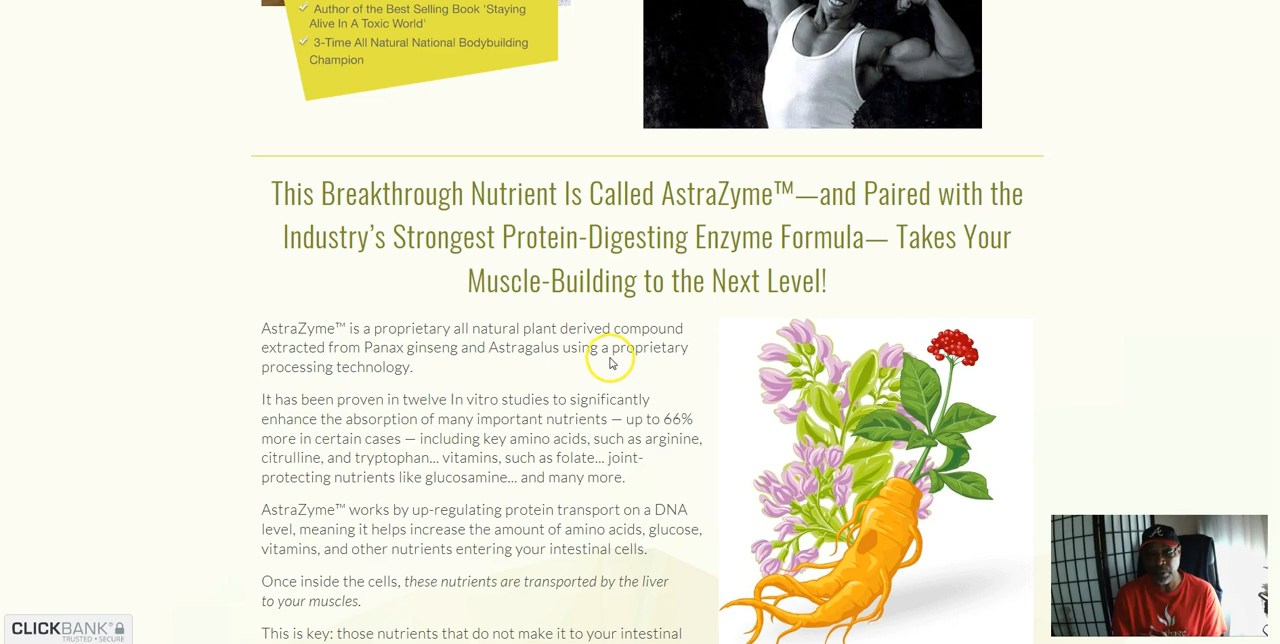 Author of the Best Selling Book 'Staying
Alive In A Toxic World'
3-Time All Natural National Bodybuilding
Champion
This Breakthrough Nutrient Is Called AstraZyme™—and Paired with the
Industry's Strongest Protein-Digesting Enzyme Formula— Takes Your
Muscle-Building to the Next Level!
AstraZyme™ is a proprietary all natural plant derived compound
extracted from Panax ginseng and Astragalus using a proprietary
processing technology.
It has been proven in twelve In vitro studies to significantly
enhance the absorption of many important nutrients — up to 66%
more in certain cases — including key amino acids, such as arginine,
citrulline, and tryptophan... vitamins, such as folate... joint-
protecting nutrients like glucosamine... and many more.
AstraZyme™ works by up-regulating protein transport on a DNA
level, meaning it helps increase the amount of amino acids, glucose,
vitamins, and other nutrients entering your intestinal cells.
Once inside the cells, these nutrients are transported by the liver
to your muscles.
This is key: those nutrients that do not make it to your intestinal
CLICKBANK®
TRUSTED • SECURE
A